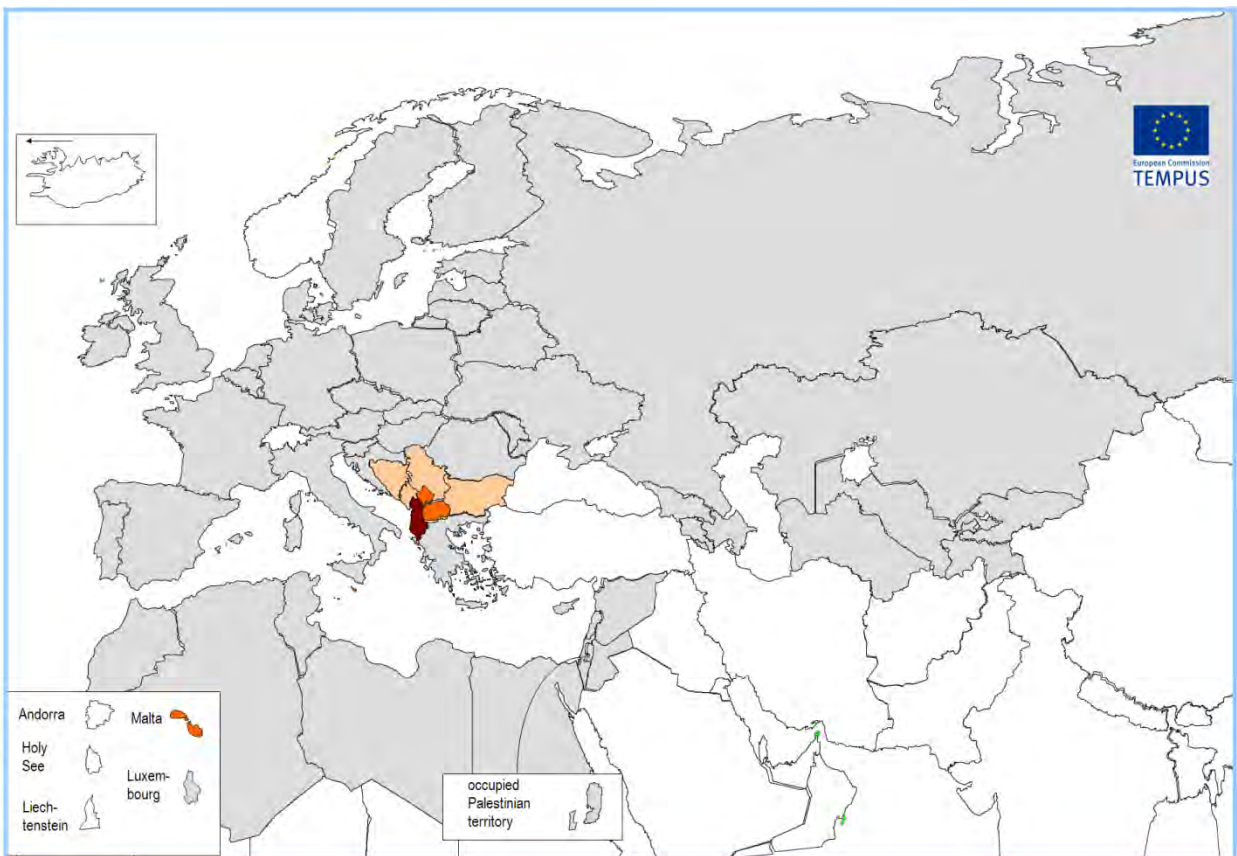 European Commission
TEMPUS
Andorra
Malta
Holy
See
Luxem-
bourg
Liech-
tenstein
occupied
Palestinian
territory